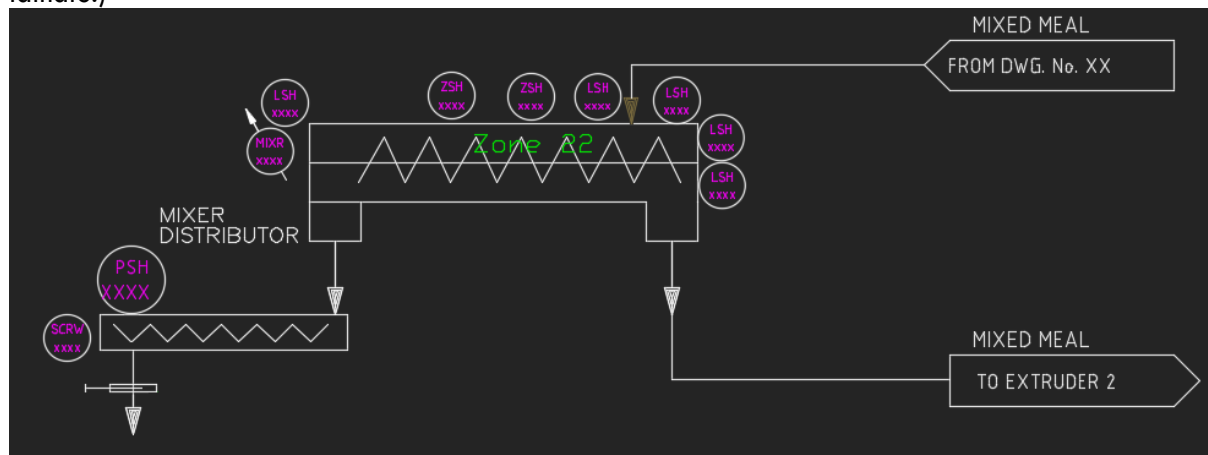 MIXED MEAL
FROM DWG. No. XX
ZSH
xxxx
ZSH
xxxx
LSH
xxxx
LSH
xxxx
LSH
xxxx
MIXR
xxxx
Zone 22
LSH
xxxx
LSH
xxxx
MIXER
DISTRIBUTOR
PSH
XXXX
SCRW
xxxx
MIXED MEAL
TO EXTRUDER 2